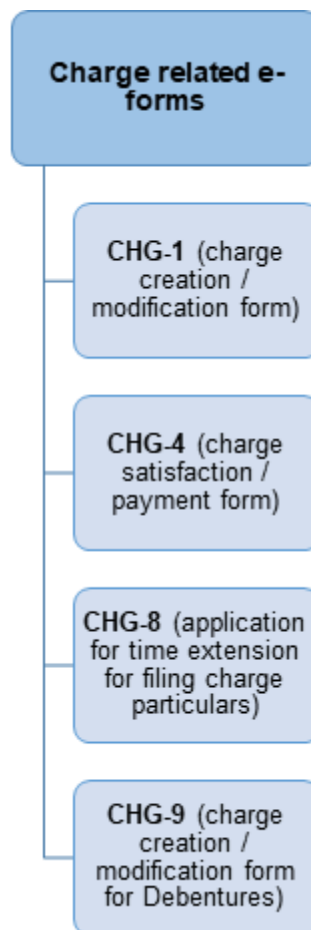 Charge related e-
forms
CHG-1 (charge
creation /
modification form)
CHG-4 (charge
satisfaction /
payment form)
CHG-8 (application
for time extension
for filing charge
particulars)
CHG-9 (charge
creation /
modification form
for Debentures)